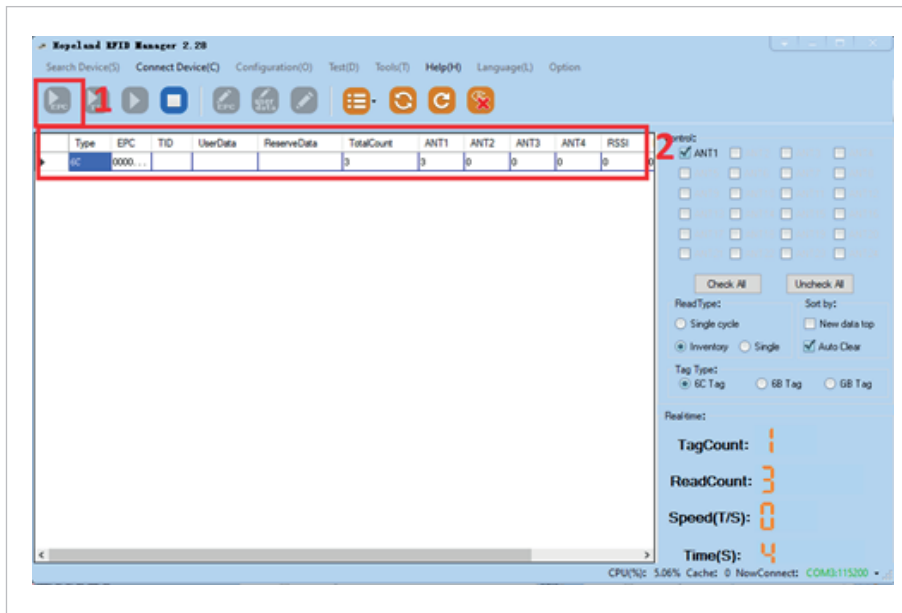 Hopeland RFID Manager 2.28
Search Device(S) Connect Device(C) Configuration(O) Test(D) Tools(T) Help(H) Language(L) Option
EPC 1 EPC
Type EPC TID UserData ReserveData TotalCount ANT1 ANT2 ANT3 ANT4 RSSI
6C 0000... 3 3 0 0 0 0 0
2
ontrol:
ANT1
Check All Uncheck All
ReadType: Sort by:
Single cycle New data top
Inventory Single Auto Clear
Tag Type:
6C Tag 6B Tag GB Tag
Real-time:
TagCount: 1
ReadCount: 3
Speed(T/S): 0
Time(S): 4
CPU(%): 5.06% Cache: 0 NowConnect: COM3:115200